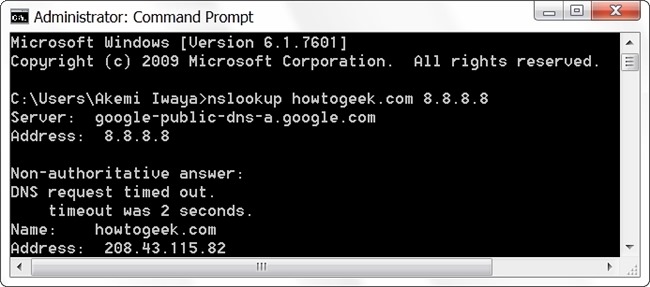 Administrator: Command Prompt
Microsoft Windows [Version 6.1.7601]
Copyright (c) 2009 Microsoft Corporation.  All rights reserved.
C:\Users\Akemi Iwaya>nslookup howtogeek.com 8.8.8.8
Server:  google-public-dns-a.google.com
Address:  8.8.8.8
Non-authoritative answer:
DNS request timed out.
    timeout was 2 seconds.
Name:    howtogeek.com
Address:  208.43.115.82